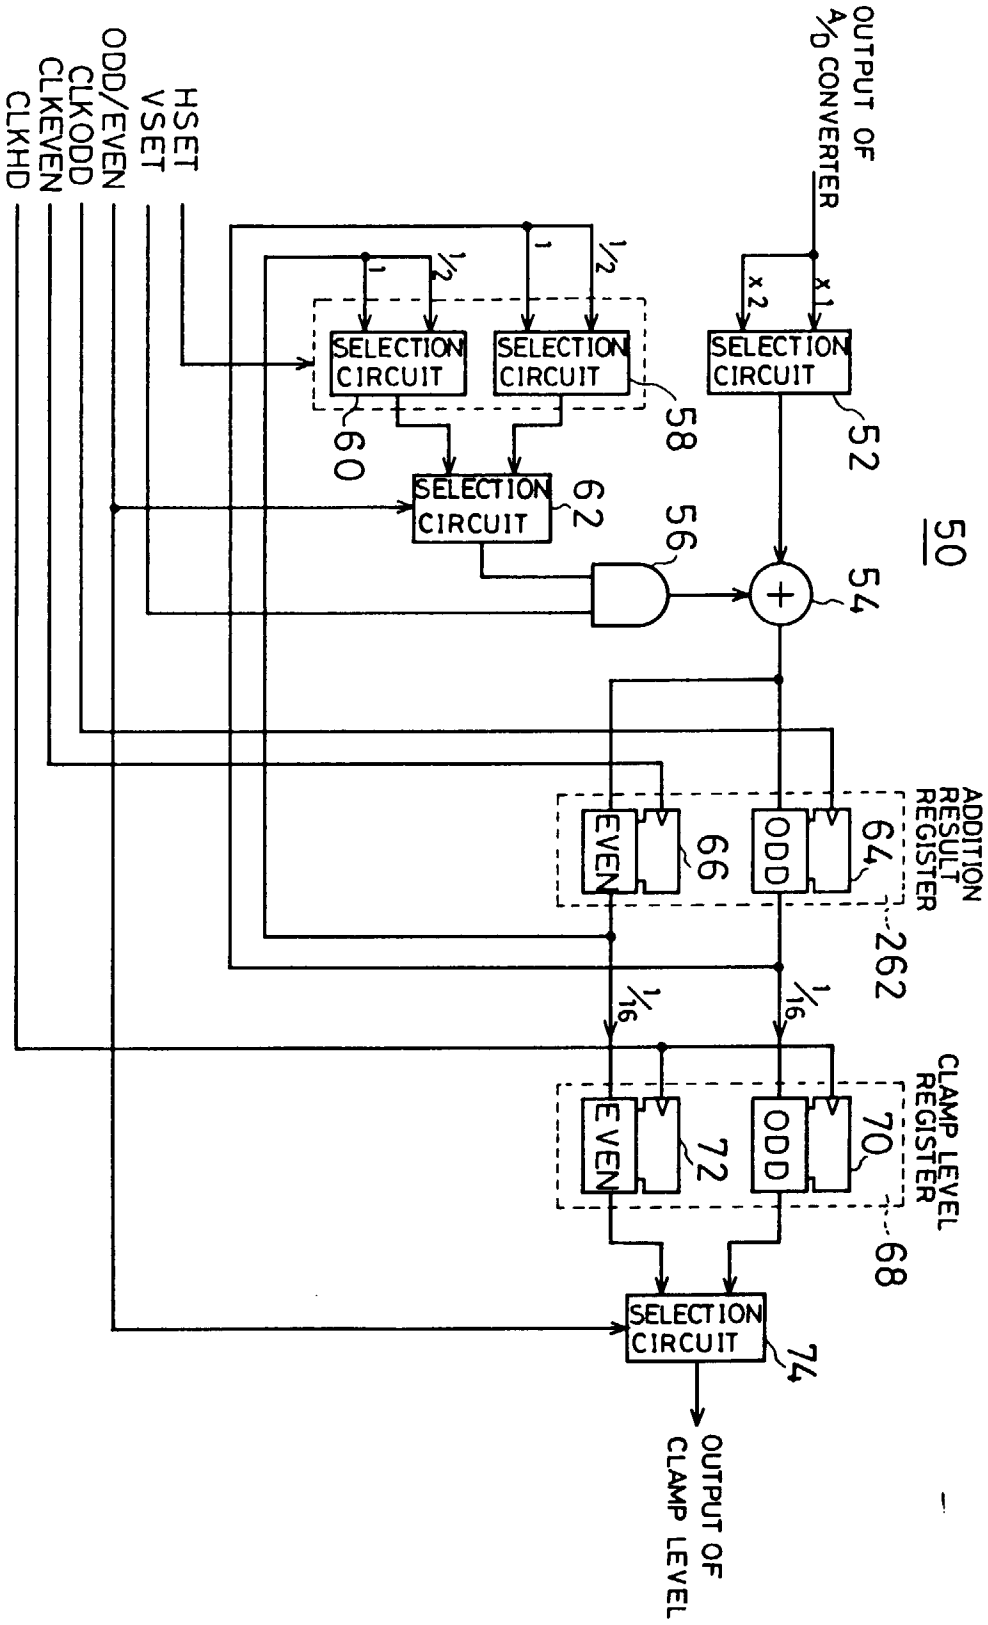 50
OUTPUT OF
A/D CONVERTER
×1
×2
SELECTION
CIRCUIT
52
54
+
1/2
1
SELECTION
CIRCUIT
58
1/2
1
SELECTION
CIRCUIT
60
SELECTION
CIRCUIT
62
56
HSET
VSET
ODD/EVEN
CLKODD
CLKEVEN
CLKHD
ADDITION
RESULT
REGISTER
262
64
ODD
66
EVEN
1/16
1/16
CLAMP LEVEL
REGISTER
68
70
ODD
72
EVEN
SELECTION
CIRCUIT
74
OUTPUT OF
CLAMP LEVEL